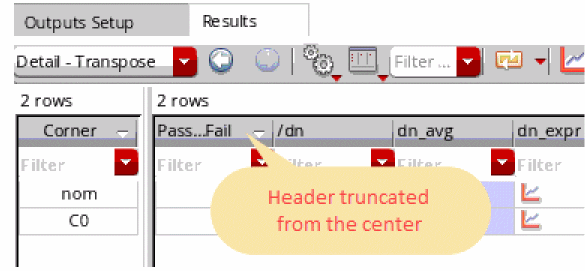 Outputs Setup Results
Detail - Transpose Filter ...
2 rows 2 rows
Corner Pass...Fail /dn dn_avg dn_expr
Filter Filter Filter Filter
nom
C0
Header truncated
from the center